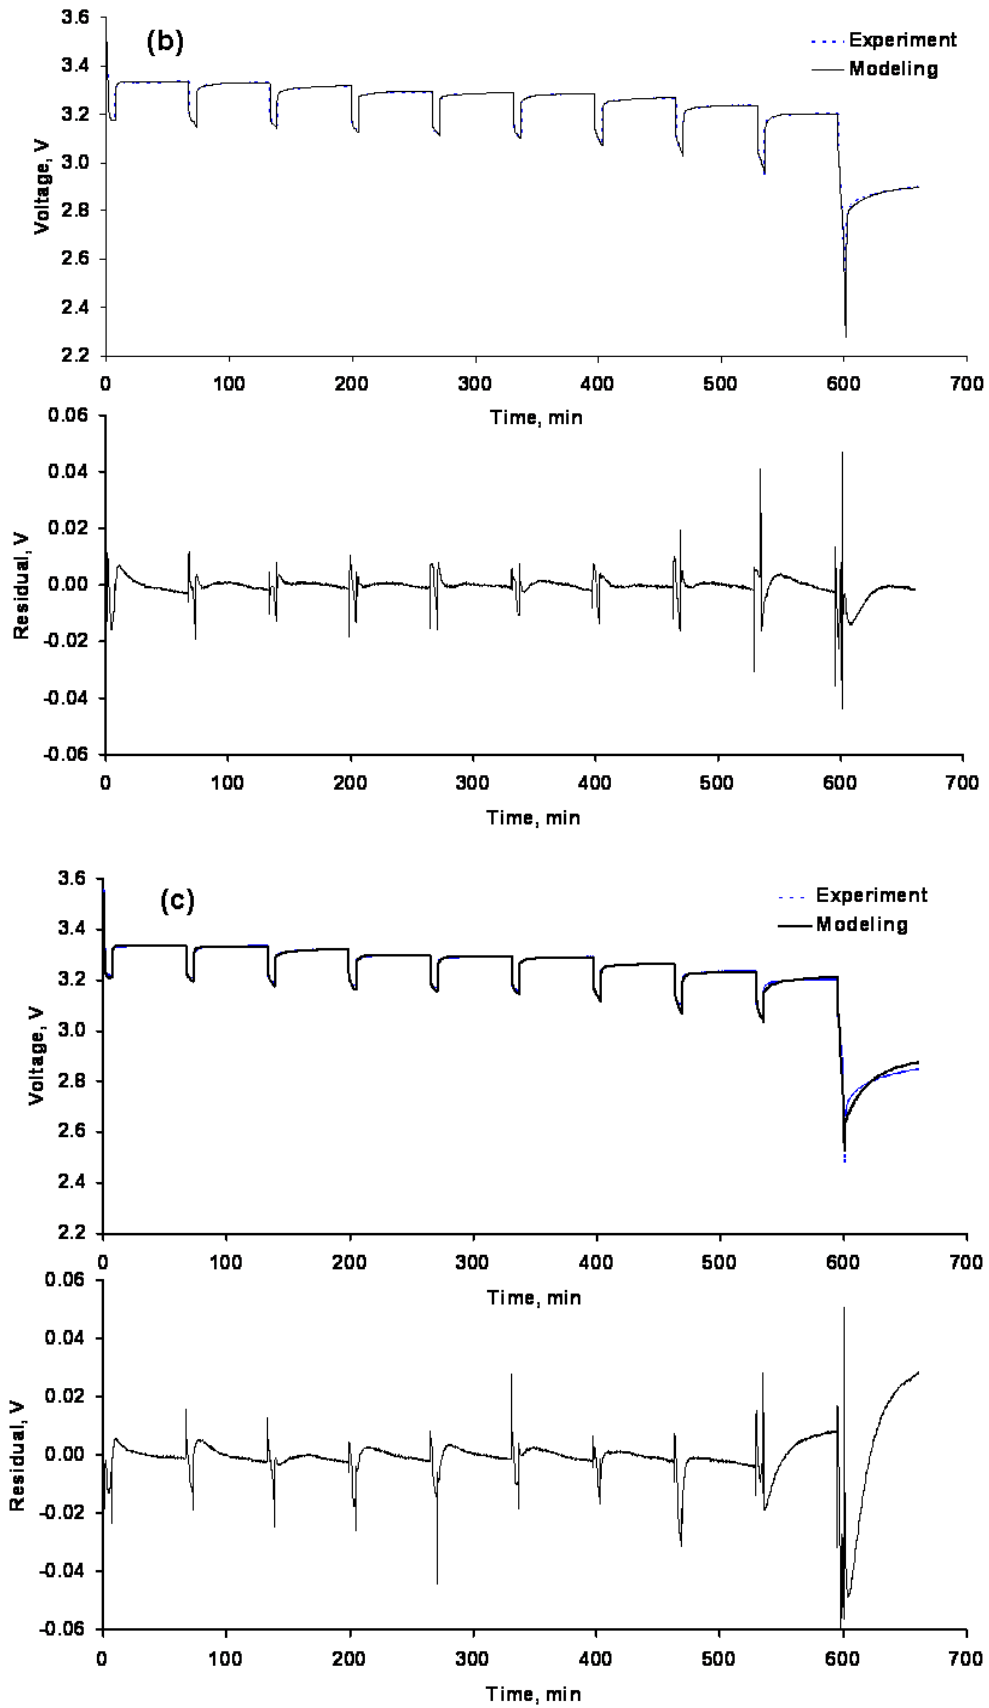 (b)
Experiment
Modeling
Voltage, V
3.6
3.4
3.2
3.0
2.8
2.6
2.4
2.2
0 100 200 300 400 500 600 700
Time, min
Residual, V
0.06
0.04
0.02
0.00
-0.02
-0.04
-0.06
0 100 200 300 400 500 600 700
Time, min
(c)
Experiment
Modeling
Voltage, V
3.6
3.4
3.2
3.0
2.8
2.6
2.4
2.2
0 100 200 300 400 500 600 700
Time, min
Residual, V
0.06
0.04
0.02
0.00
-0.02
-0.04
-0.06
0 100 200 300 400 500 600 700
Time, min